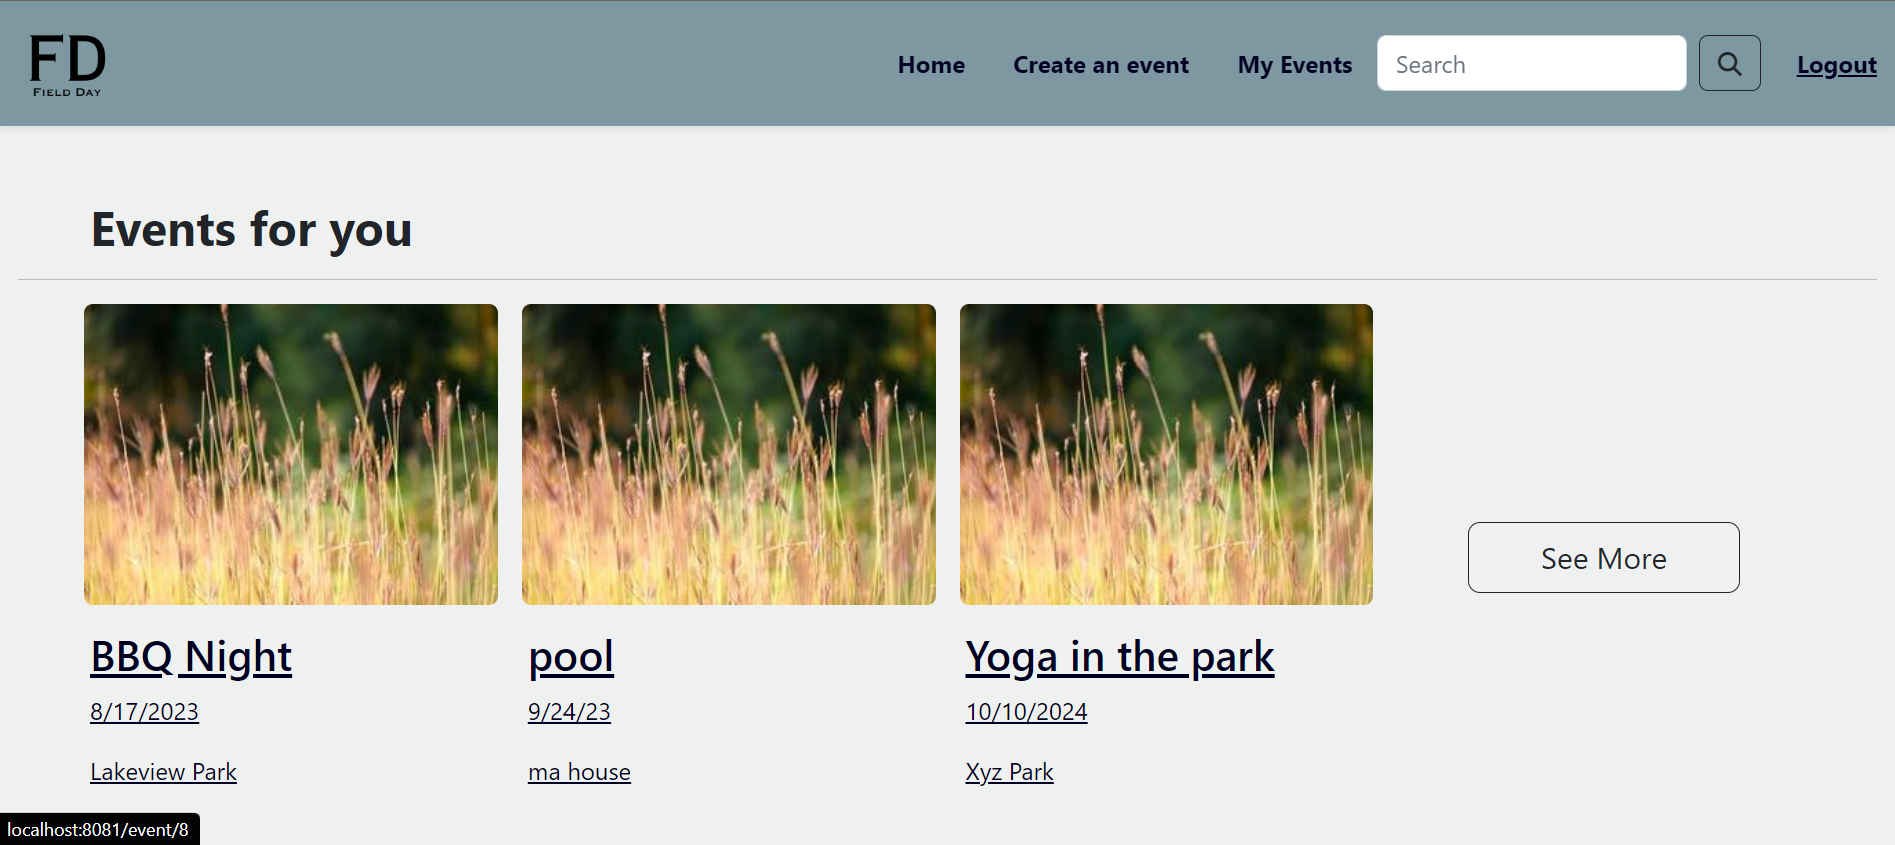 FD
FIELD DAY
Home Create an event My Events Search Logout
Events for you
See More
BBQ Night
8/17/2023
Lakeview Park
pool
9/24/23
ma house
Yoga in the park
10/10/2024
Xyz Park
localhost:8081/event/8